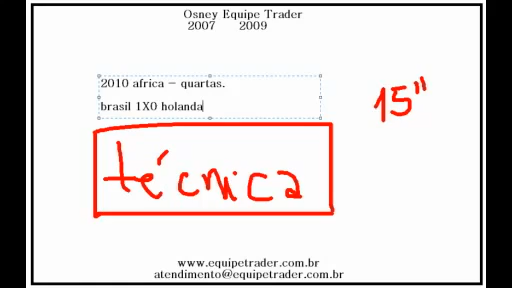 Osney Equipe Trader
2007 2009
2010 africa - quartas.
brasil 1X0 holanda
15"
técnica
www.equipetrader.com.br
atendimento@equipetrader.com.br